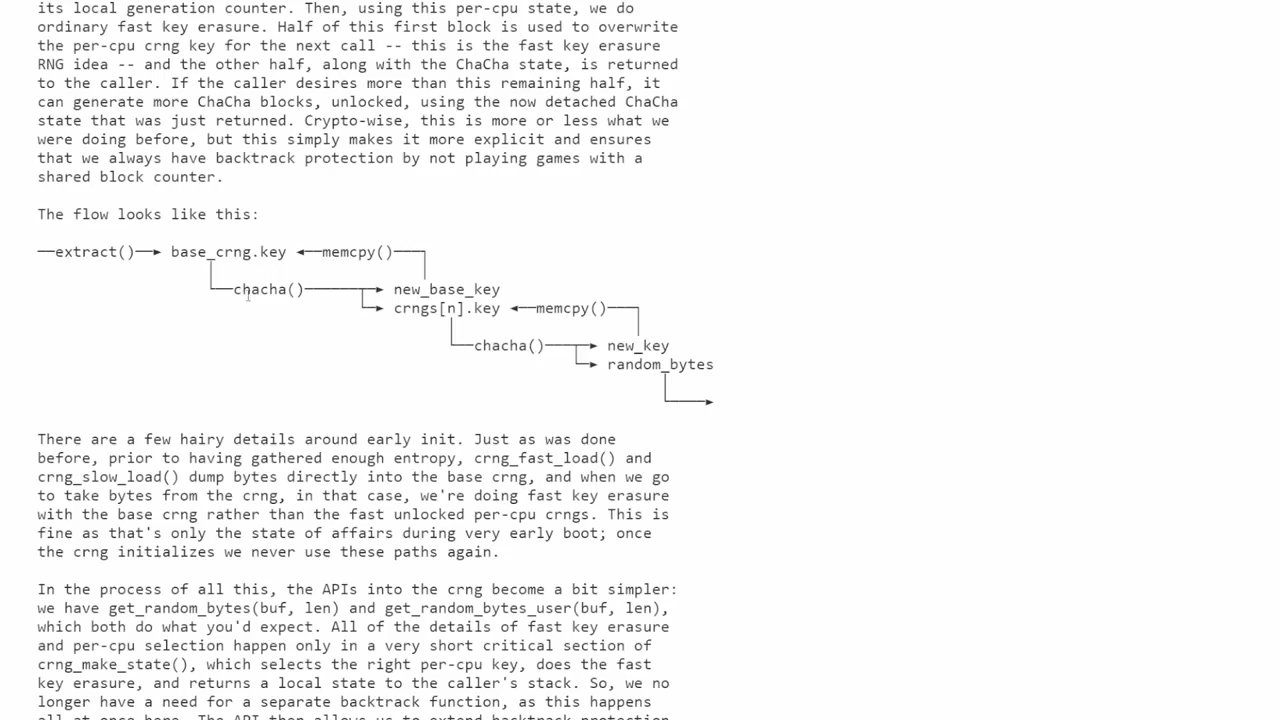 its local generation counter. Then, using this per-cpu state, we do
ordinary fast key erasure. Half of this first block is used to overwrite
the per-cpu crng key for the next call -- this is the fast key erasure
RNG idea -- and the other half, along with the ChaCha state, is returned
to the caller. If the caller desires more than this remaining half, it
can generate more ChaCha blocks, unlocked, using the now detached ChaCha
state that was just returned. Crypto-wise, this is more or less what we
were doing before, but this simply makes it more explicit and ensures
that we always have backtrack protection by not playing games with a
shared block counter.
The flow looks like this:
extract() base_crng.key memcpy()
chacha() new_base_key
crngs[n].key memcpy()
chacha() new_key
random_bytes
There are a few hairy details around early init. Just as was done
before, prior to having gathered enough entropy, crng_fast_load() and
crng_slow_load() dump bytes directly into the base crng, and when we go
to take bytes from the crng, in that case, we're doing fast key erasure
with the base crng rather than the fast unlocked per-cpu crngs. This is
fine as that's only the state of affairs during very early boot; once
the crng initializes we never use these paths again.
In the process of all this, the APIs into the crng become a bit simpler:
we have get_random_bytes(buf, len) and get_random_bytes_user(buf, len),
which both do what you'd expect. All of the details of fast key erasure
and per-cpu selection happen only in a very short critical section of
crng_make_state(), which selects the right per-cpu key, does the fast
key erasure, and returns a local state to the caller's stack. So, we no
longer have a need for a separate backtrack function, as this happens
all at once here. The API then allows us to extend backtrack protection